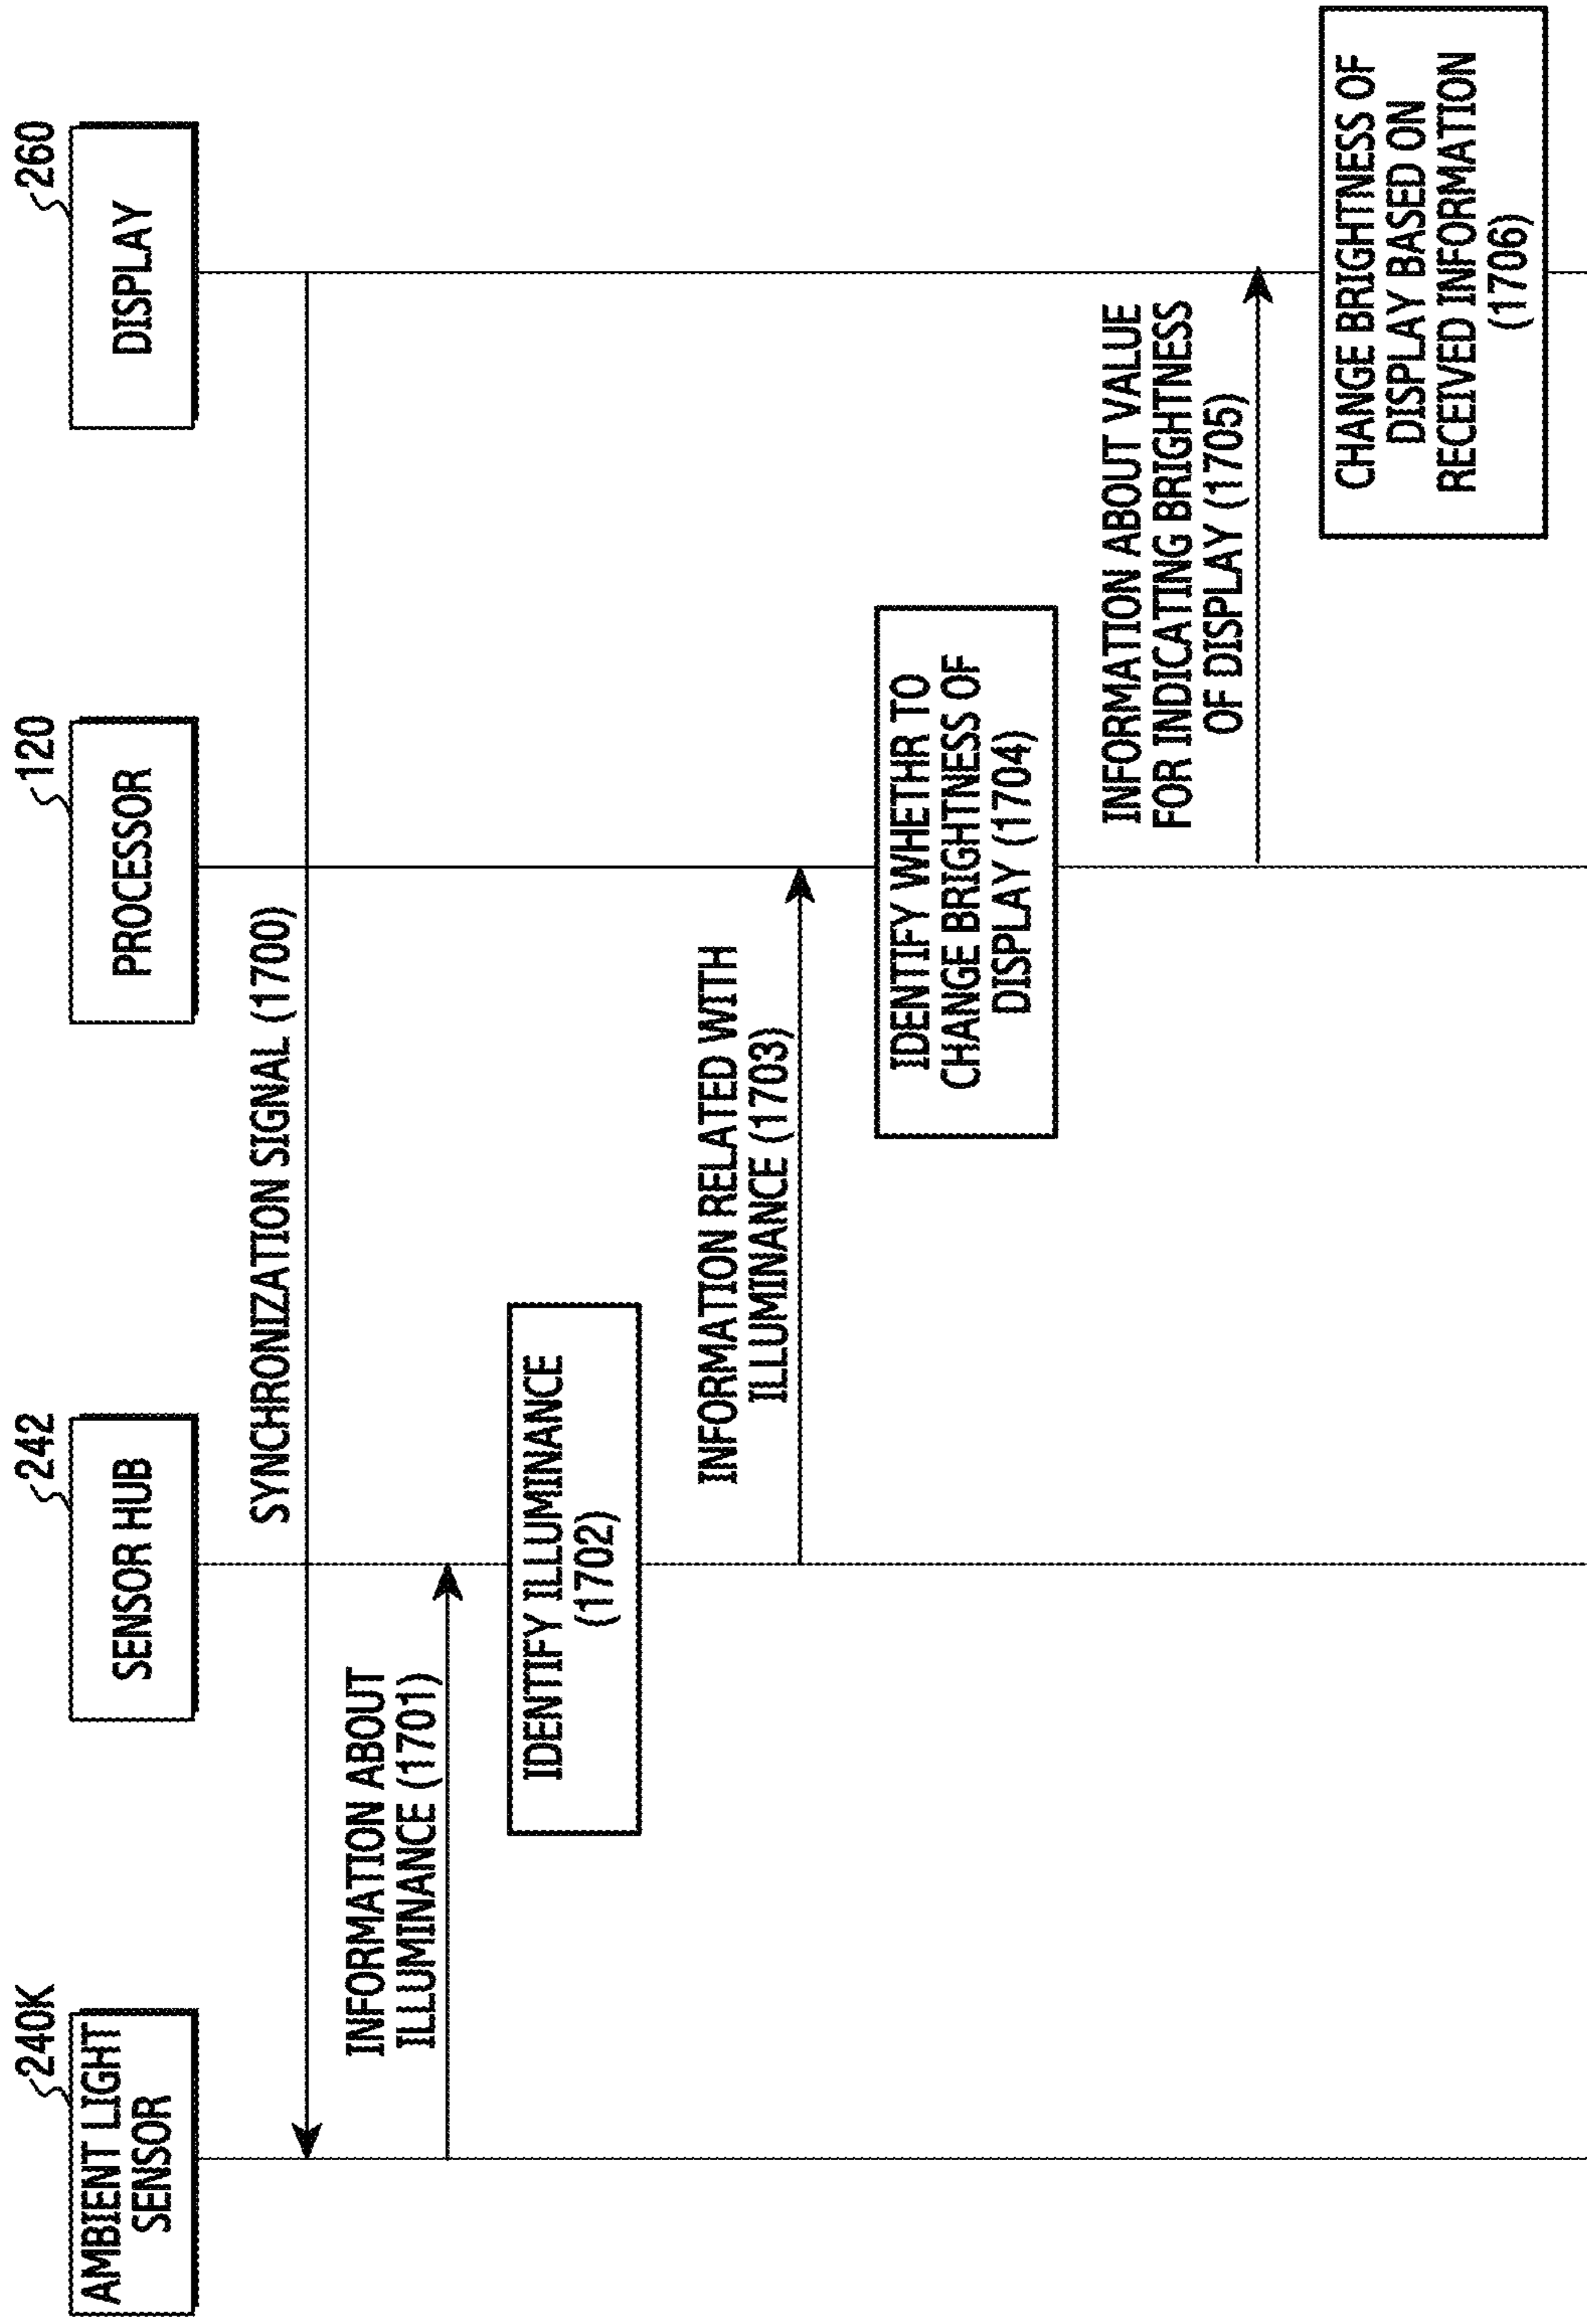 240K
AMBIENT LIGHT
SENSOR
242
SENSOR HUB
120
PROCESSOR
260
DISPLAY
SYNCHRONIZATION SIGNAL (1700)
INFORMATION ABOUT
ILLUMINANCE (1701)
IDENTIFY ILLUMINANCE
(1702)
INFORMATION RELATED WITH
ILLUMINANCE (1703)
IDENTIFY WHETHR TO
CHANGE BRIGHTNESS OF
DISPLAY (1704)
INFORMATION ABOUT VALUE
FOR INDICATING BRIGHTNESS
OF DISPLAY (1705)
CHANGE BRIGHTNESS OF
DISPLAY BASED ON
RECEIVED INFORMATION
(1706)